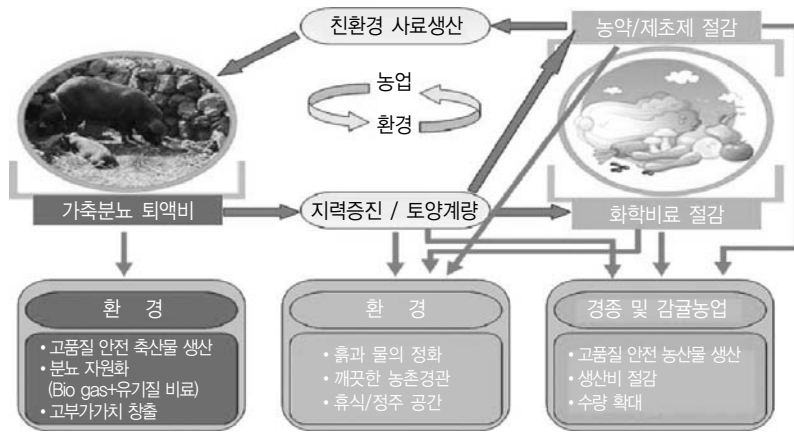 친환경 사료생산
농약/제초제 절감
농업
환경
가축분뇨 퇴액비
지력증진 / 토양계량
화학비료 절감
환 경
• 고품질 안전 축산물 생산
• 분뇨 자원화
(Bio gas+유기질 비료)
• 고부가가치 창출
환 경
• 흙과 물의 정화
• 깨끗한 농촌경관
• 휴식/정주 공간
경종 및 감귤농업
• 고품질 안전 농산물 생산
• 생산비 절감
• 수량 확대